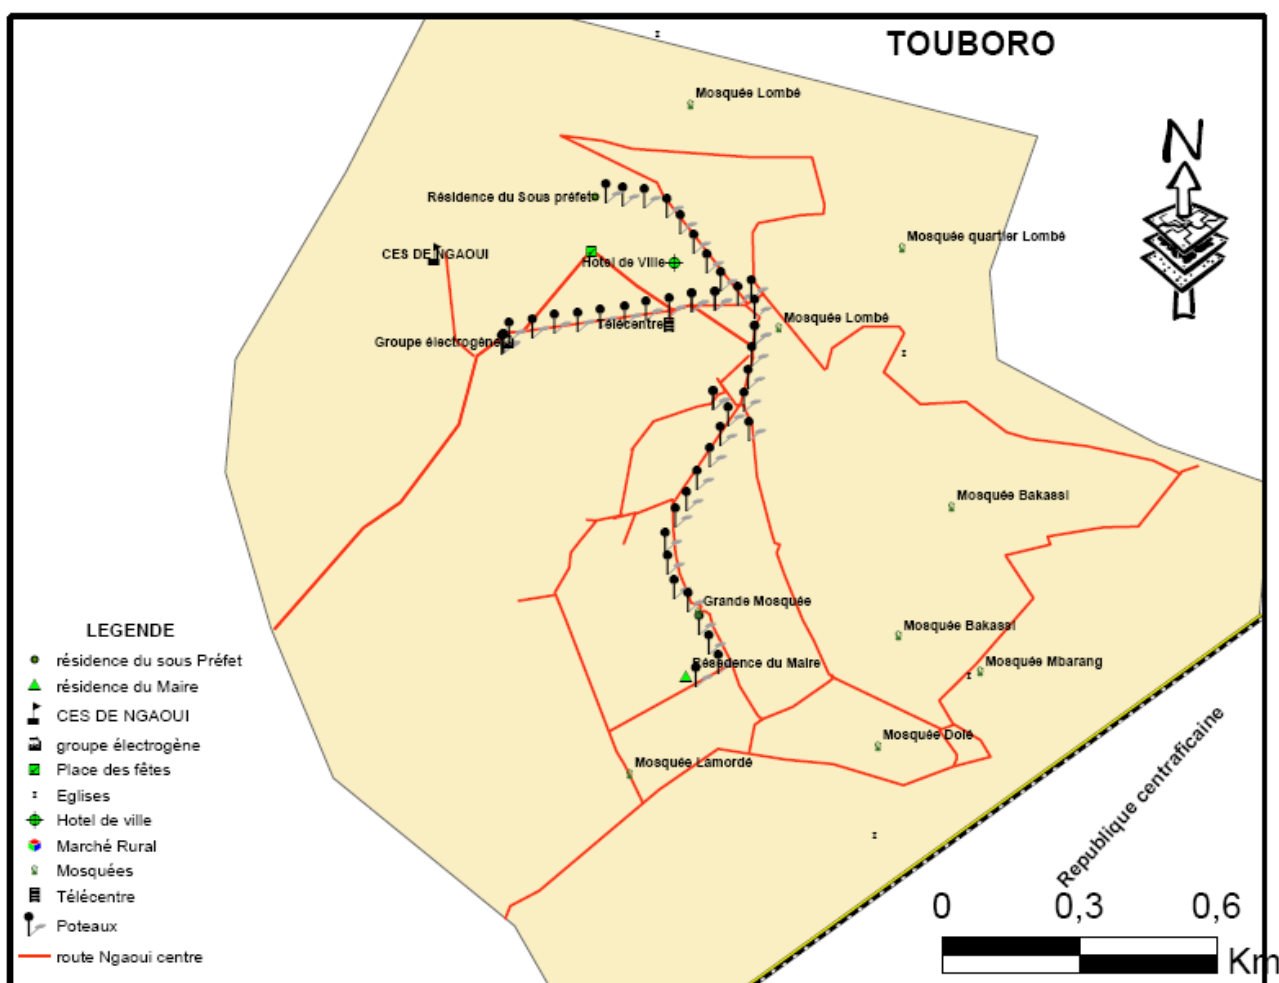 TOUBORO
Mosquée Lombé
N
Résidence du Sous préfet
Mosquée quartier Lombé
CES DE NGAOUI
Hotel de Ville
Mosquée Lombé
Télécentre
Groupe électrogène
Mosquée Bakassi
Grande Mosquée
Mosquée Bakassi
Résédence du Maire
Mosquée Mbarang
Mosquée Dolé
Mosquée Lamordé
Republique centraficaine
LEGENDE
résidence du sous Préfet
résidence du Maire
CES DE NGAOUI
groupe électrogène
Place des fêtes
Eglises
Hotel de ville
Marché Rural
Mosquées
Télécentre
Poteaux
route Ngaoui centre
0 0,3 0,6
Km